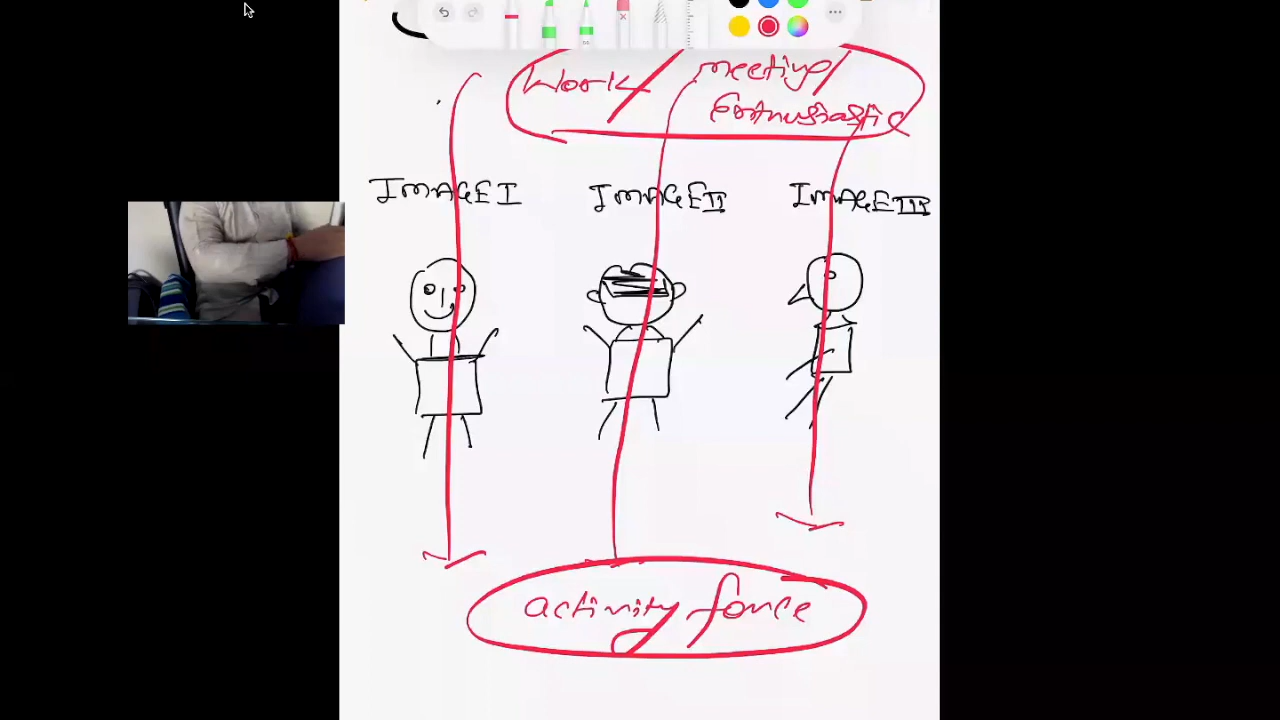 Work/ meeting/
Enthusiastic
IMAGE I IMAGE II IMAGE III
activity force